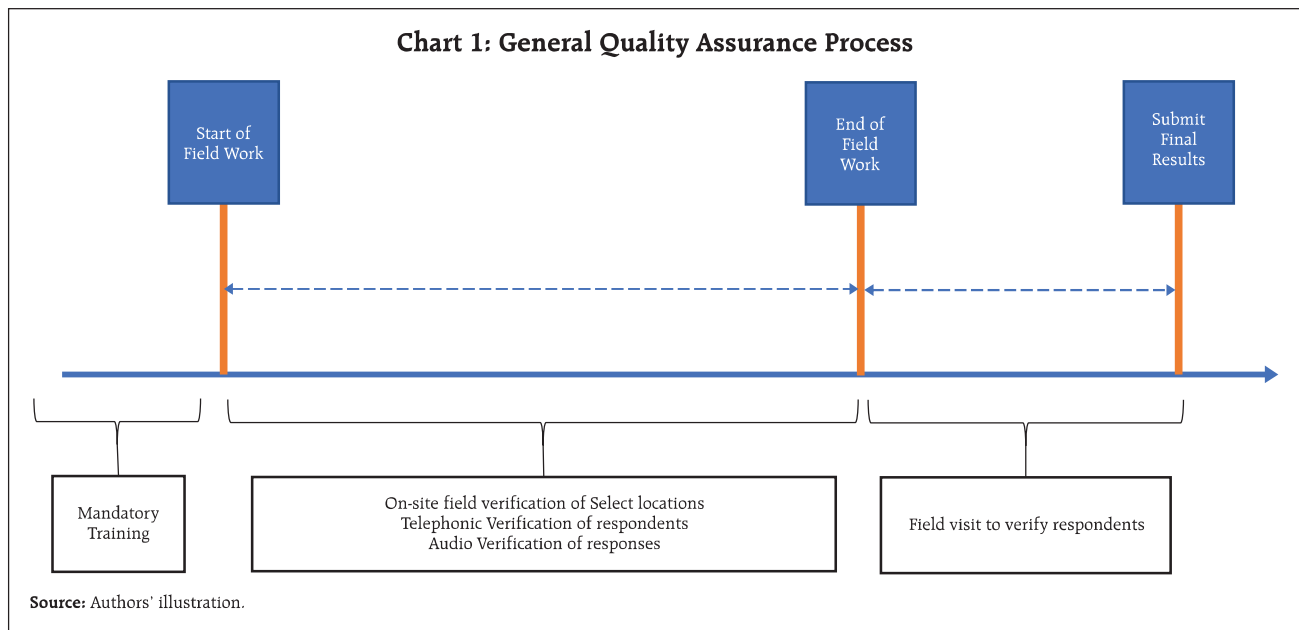 Chart 1: General Quality Assurance Process
Start of
Field Work
End of
Field
Work
Submit
Final
Results
Mandatory
Training
On-site field verification of Select locations
Telephonic Verification of respondents
Audio Verification of responses
Field visit to verify respondents
Source: Authors' illustration.